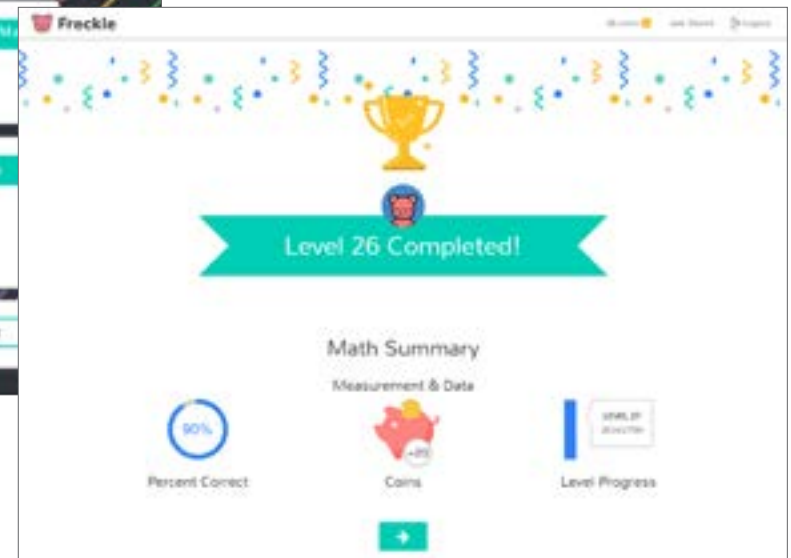 Freckle
Level 26 Completed!
Math Summary
Measurement & Data
90%
Percent Correct
Coins
Level Progress